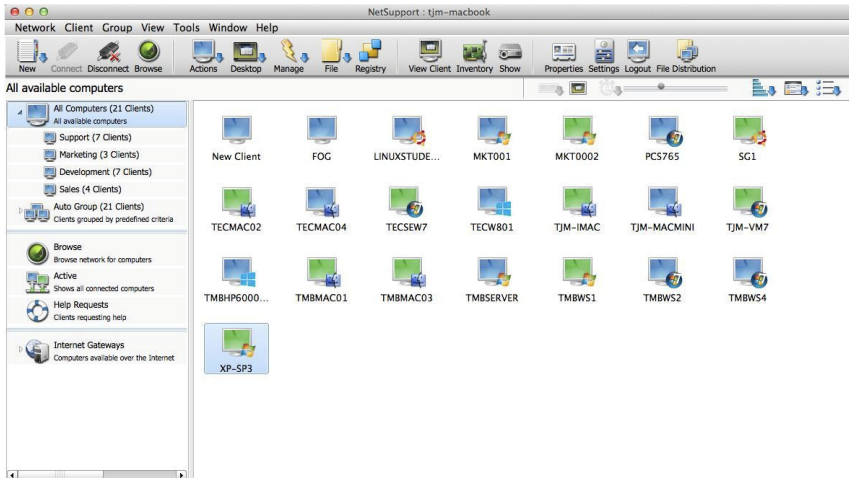 NetSupport : tjm-macbook
Network Client Group View Tools Window Help
New Connect Disconnect Browse Actions Desktop Manage File Registry View Client Inventory Show Properties Settings Logout File Distribution
All available computers
All Computers (21 Clients)
All available computers
Support (7 Clients)
Marketing (3 Clients)
Development (7 Clients)
Sales (4 Clients)
Auto Group (21 Clients)
Clients grouped by predefined criteria
Browse
Browse network for computers
Active
Shows all connected computers
Help Requests
Clients requesting help
Internet Gateways
Computers available over the Internet
New Client FOG LINUXSTUDE... MKT001 MKT0002 PCS765 SG1
TECMAC02 TECMAC04 TECSEW7 TECW801 TJM-IMAC TJM-MACMINI TJM-VM7
TMBHP6000... TMBMAC01 TMBMAC03 TMBSERVER TMBWS1 TMBWS2 TMBWS4
XP-SP3